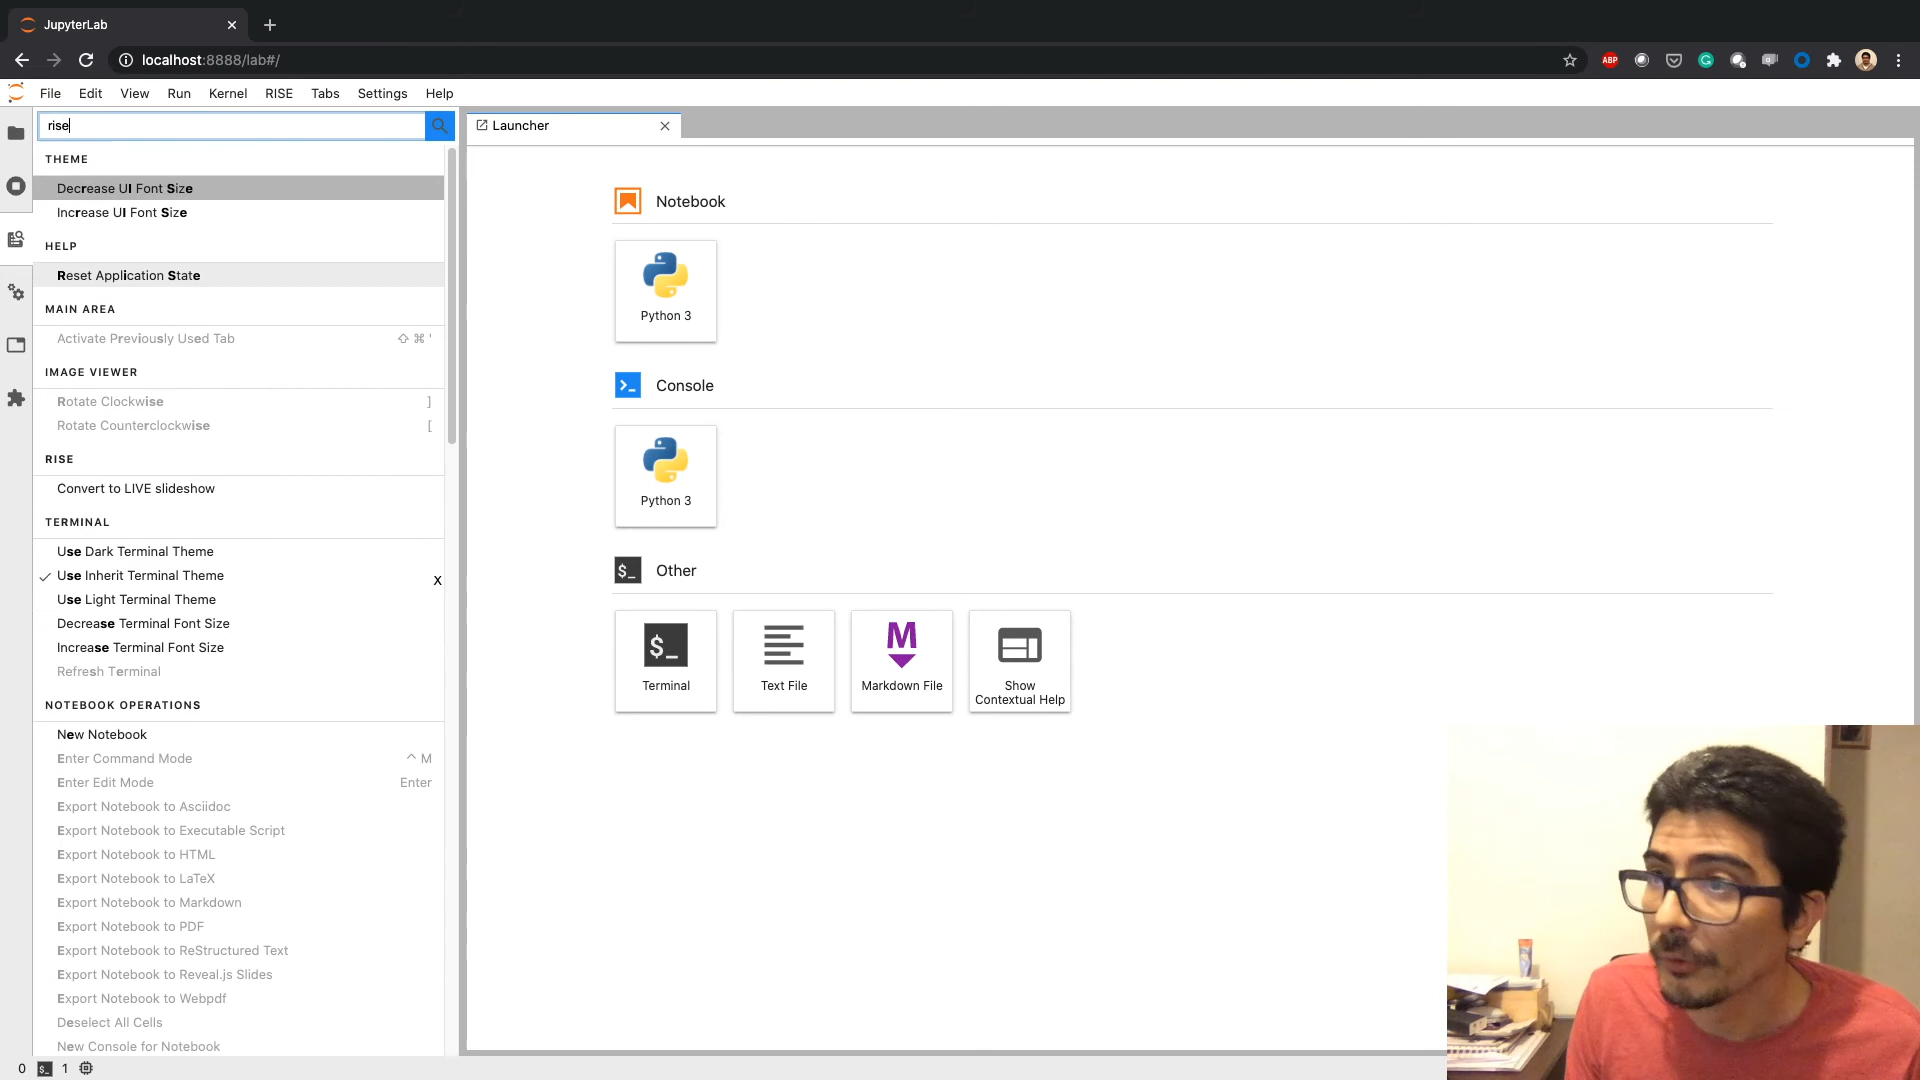 JupyterLab
localhost:8888/lab#/
ABP
File Edit View Run Kernel RISE Tabs Settings Help
rise
Launcher
THEME
Decrease UI Font Size
Increase UI Font Size
HELP
Reset Application State
MAIN AREA
Activate Previously Used Tab ⇧ ⌘ '
IMAGE VIEWER
Rotate Clockwise ]
Rotate Counterclockwise [
RISE
Convert to LIVE slideshow
TERMINAL
Use Dark Terminal Theme
✓ Use Inherit Terminal Theme
X
Use Light Terminal Theme
Decrease Terminal Font Size
Increase Terminal Font Size
Refresh Terminal
NOTEBOOK OPERATIONS
New Notebook
Enter Command Mode ^ M
Enter Edit Mode Enter
Export Notebook to Asciidoc
Export Notebook to Executable Script
Export Notebook to HTML
Export Notebook to LaTeX
Export Notebook to Markdown
Export Notebook to PDF
Export Notebook to ReStructured Text
Export Notebook to Reveal.js Slides
Export Notebook to Webpdf
Deselect All Cells
New Console for Notebook
Notebook
Python 3
Console
Python 3
$_ Other
$_
M
Terminal
Text File
Markdown File
Show
Contextual Help
0 $_ 1